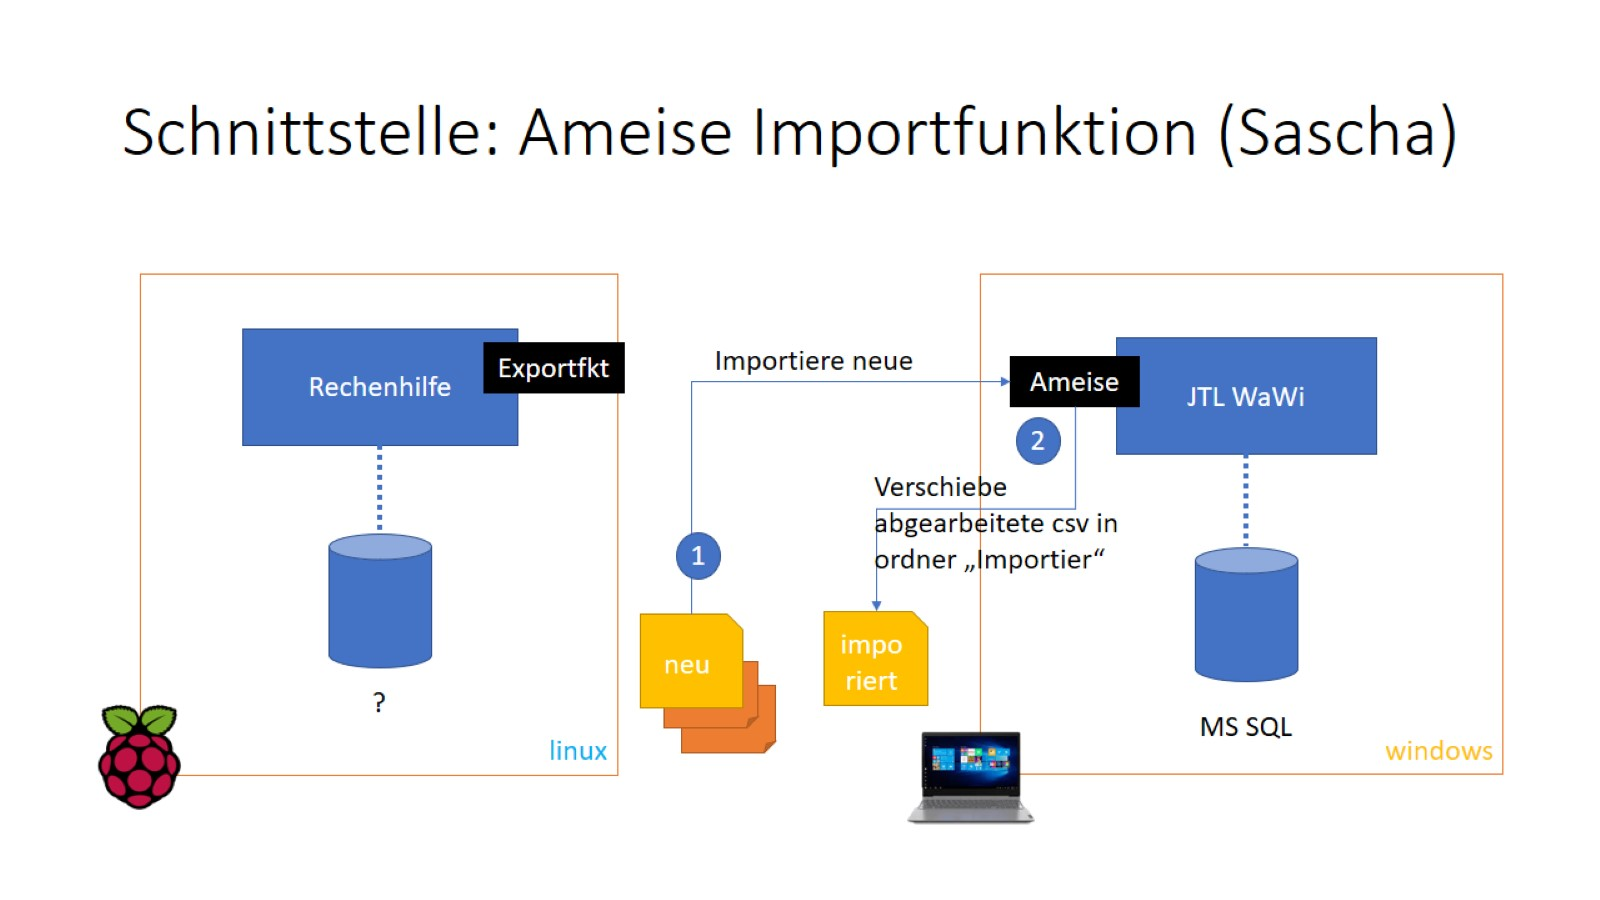 Schnittstelle: Ameise Importfunktion (Sascha)
Rechenhilfe
Exportfkt
Importiere neue
Ameise
JTL WaWi
2
Verschiebe
abgearbeitete csv in
ordner „Importier“
1
neu
impo
riert
?
linux
MS SQL
windows